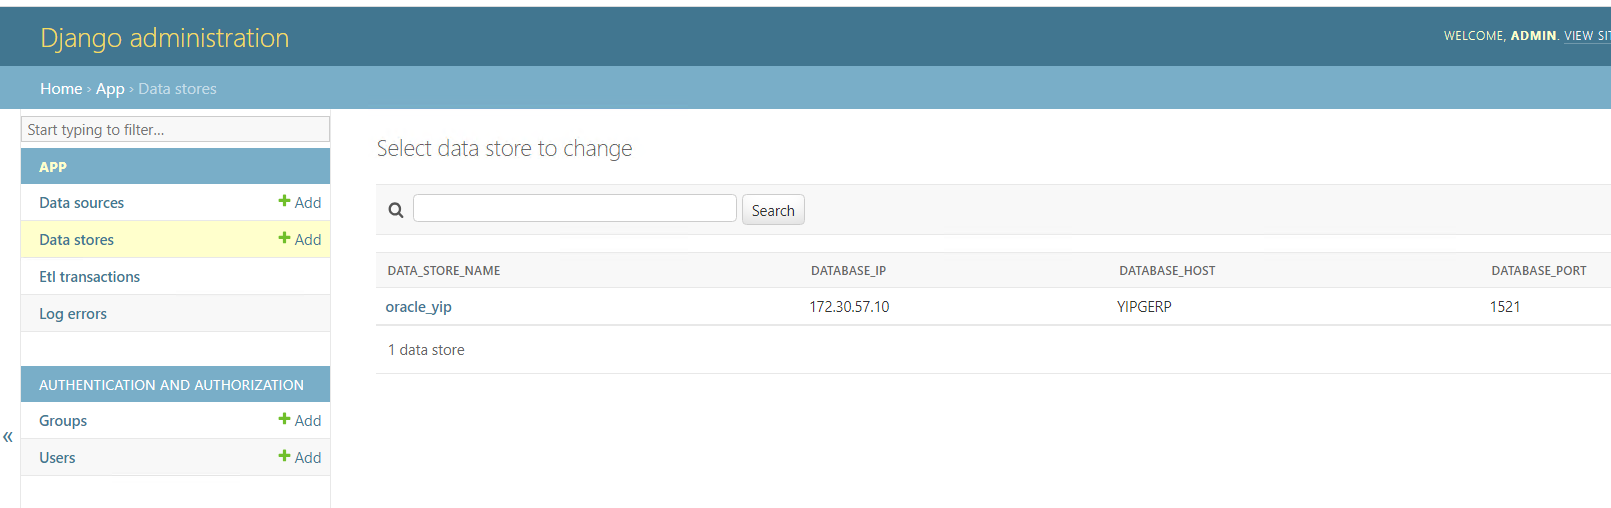 Django administration
WELCOME, ADMIN. VIEW SIT
Home › App › Data stores
Start typing to filter...
APP
Data sources + Add
Data stores + Add
Etl transactions
Log errors
AUTHENTICATION AND AUTHORIZATION
Groups + Add
Users + Add
«
Select data store to change
Search
DATA_STORE_NAME DATABASE_IP DATABASE_HOST DATABASE_PORT
oracle_yip 172.30.57.10 YIPGERP 1521
1 data store